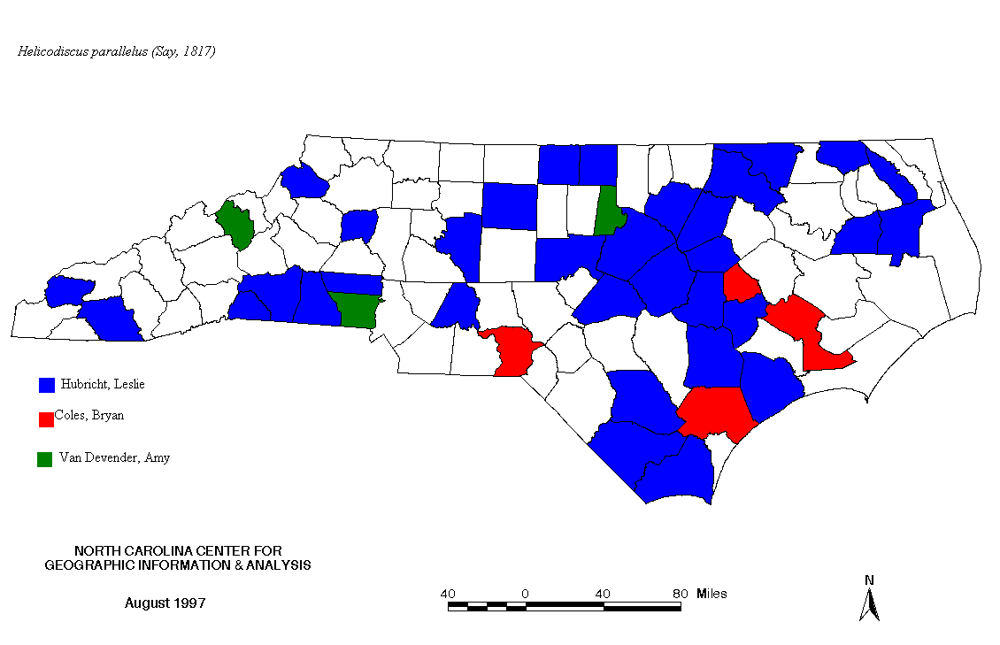 Helicodiscus parallelus (Say, 1817)
Hubricht, Leslie
Coles, Bryan
Van Devender, Amy
NORTH CAROLINA CENTER FOR
GEOGRAPHIC INFORMATION & ANALYSIS
August 1997
40 0 40 80 Miles
N